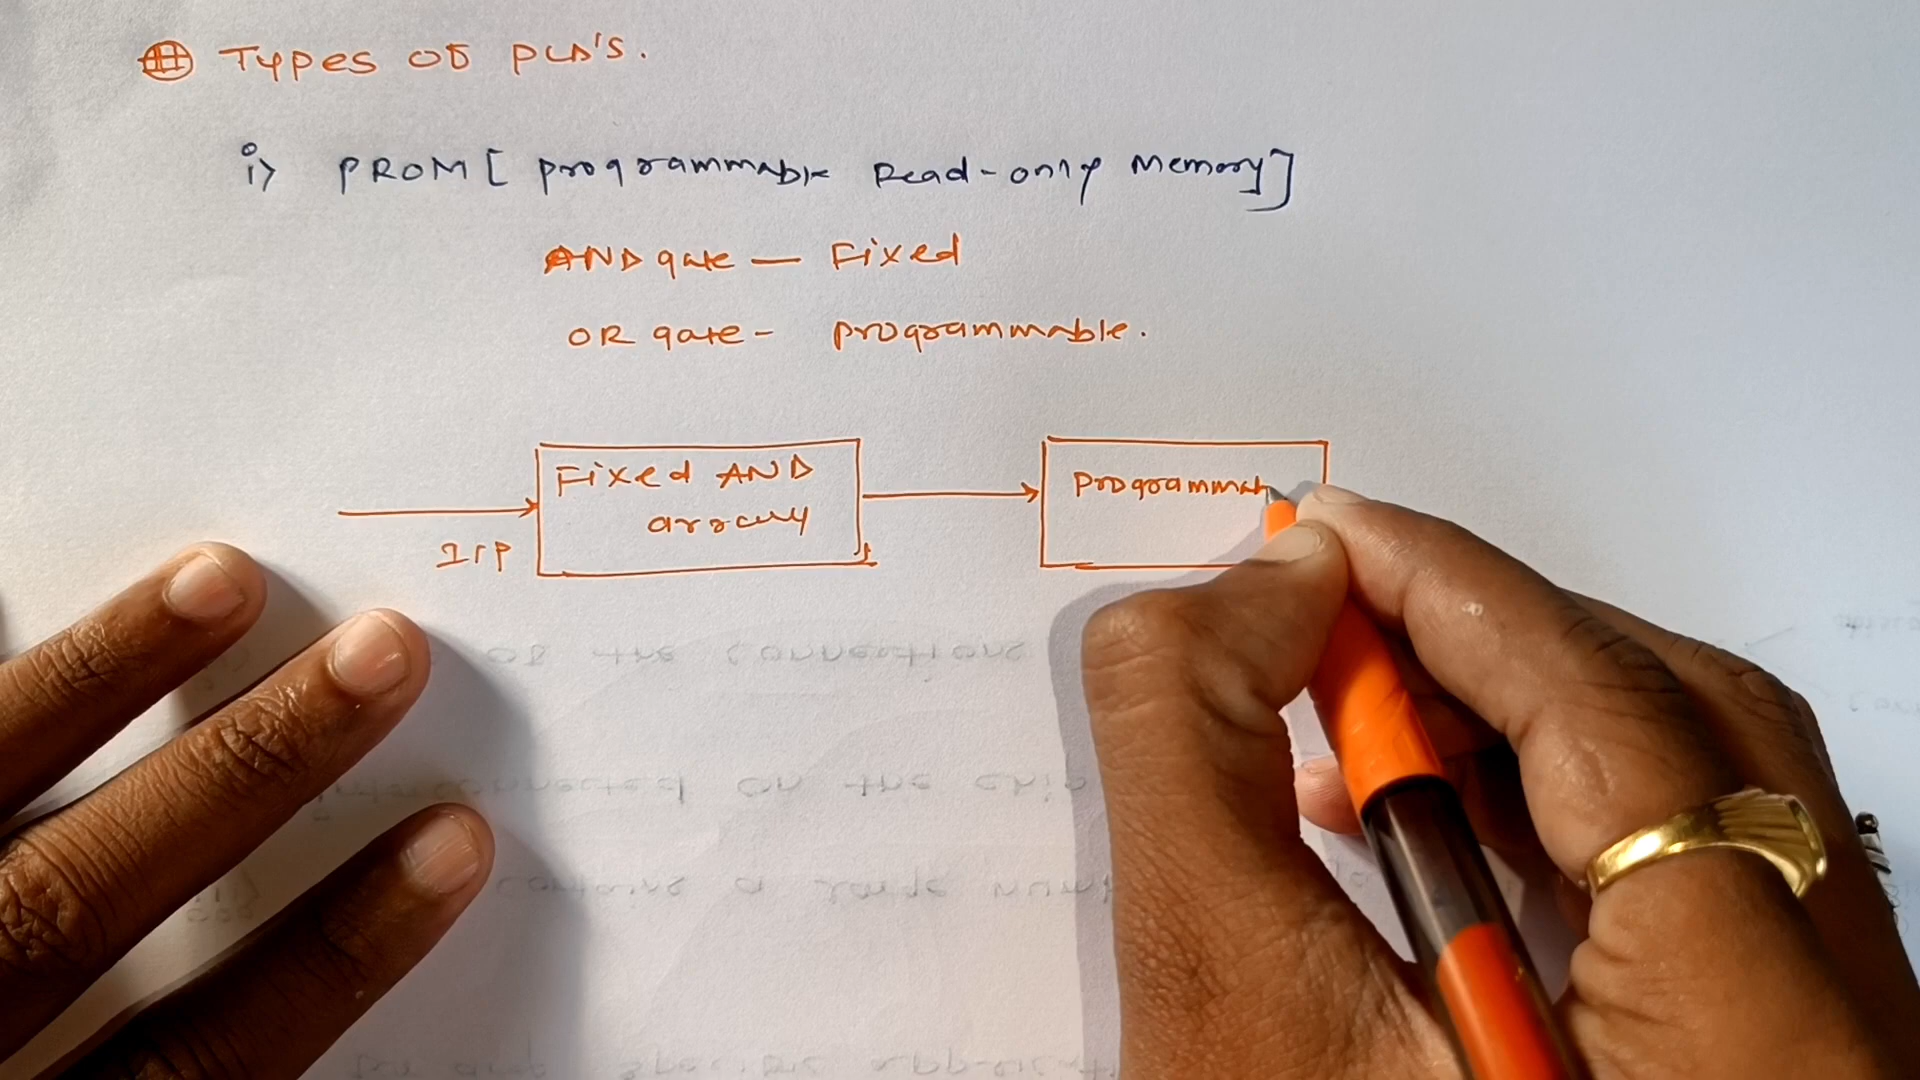 Types of PLD's.
i> PROM [ programmable Read-only Memory]
AND gate — Fixed
OR gate - programmable.
Fixed AND
array
I/P
Programmab